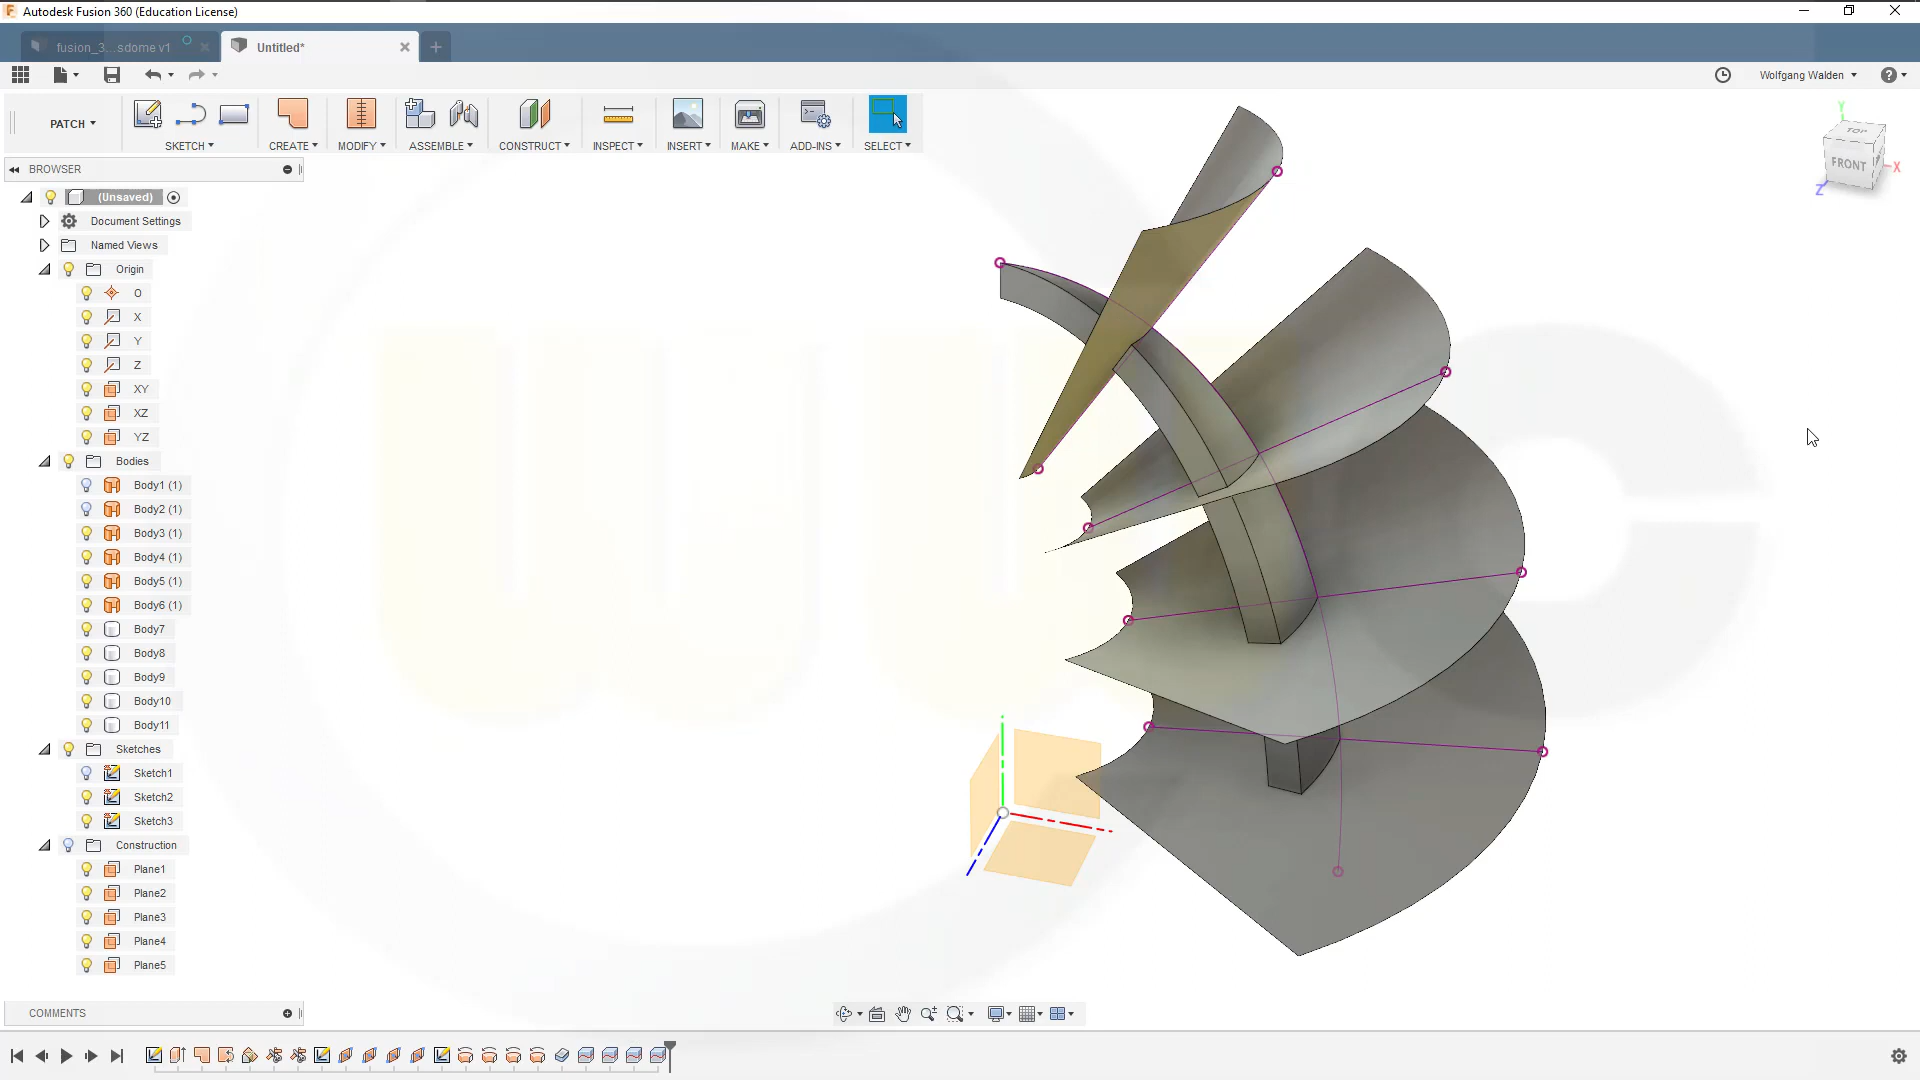 Autodesk Fusion 360 (Education License)
fusion_3...sdome v1
Untitled*
Wolfgang Walden
PATCH
SKETCH
CREATE
MODIFY
ASSEMBLE
CONSTRUCT
INSPECT
INSERT
MAKE
ADD-INS
SELECT
BROWSER
(Unsaved)
Document Settings
Named Views
Origin
O
X
Y
Z
XY
XZ
YZ
Bodies
Body1 (1)
Body2 (1)
Body3 (1)
Body4 (1)
Body5 (1)
Body6 (1)
Body7
Body8
Body9
Body10
Body11
Sketches
Sketch1
Sketch2
Sketch3
Construction
Plane1
Plane2
Plane3
Plane4
Plane5
COMMENTS
Y
TOP
FRONT
X
Z